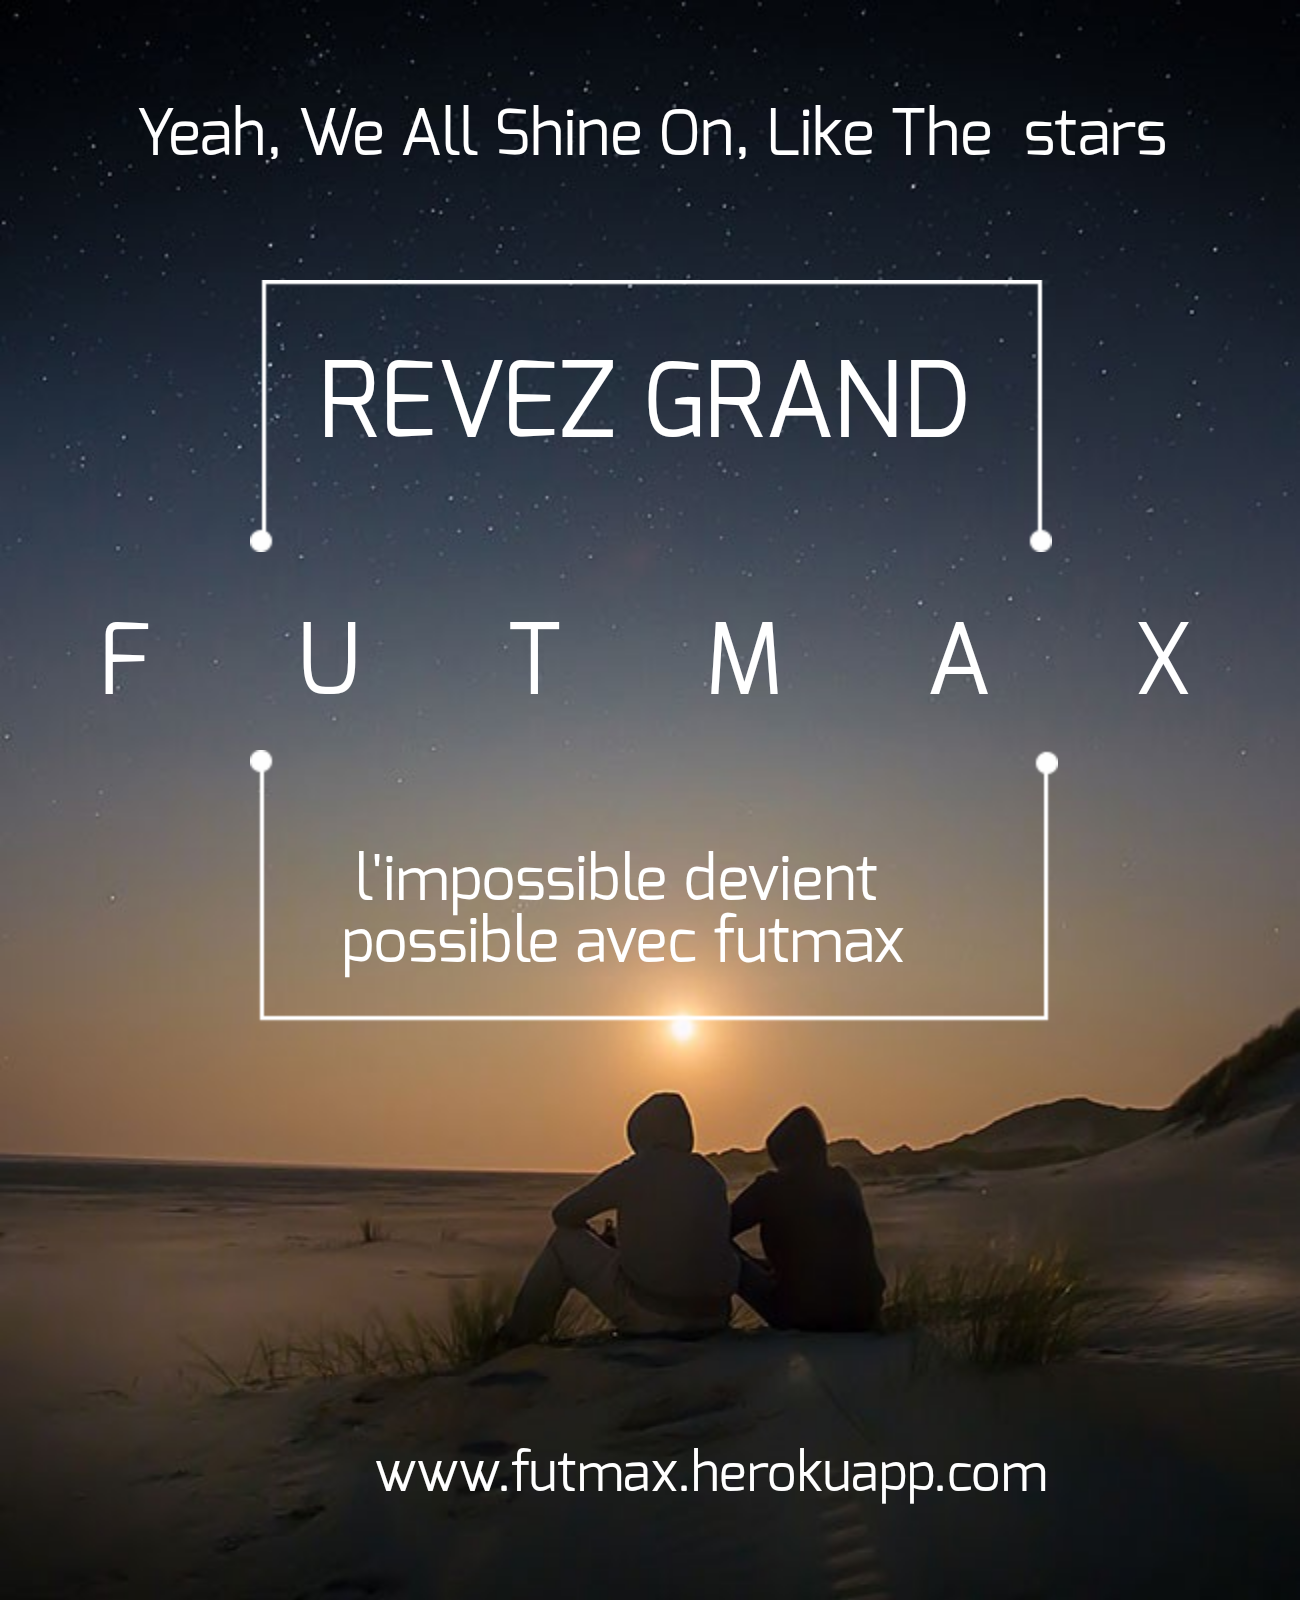 Yeah, We All Shine On, Like The stars
REVEZ GRAND
FUTMAX
l'impossible devient
possible avec futmax
www.futmax.herokuapp.com